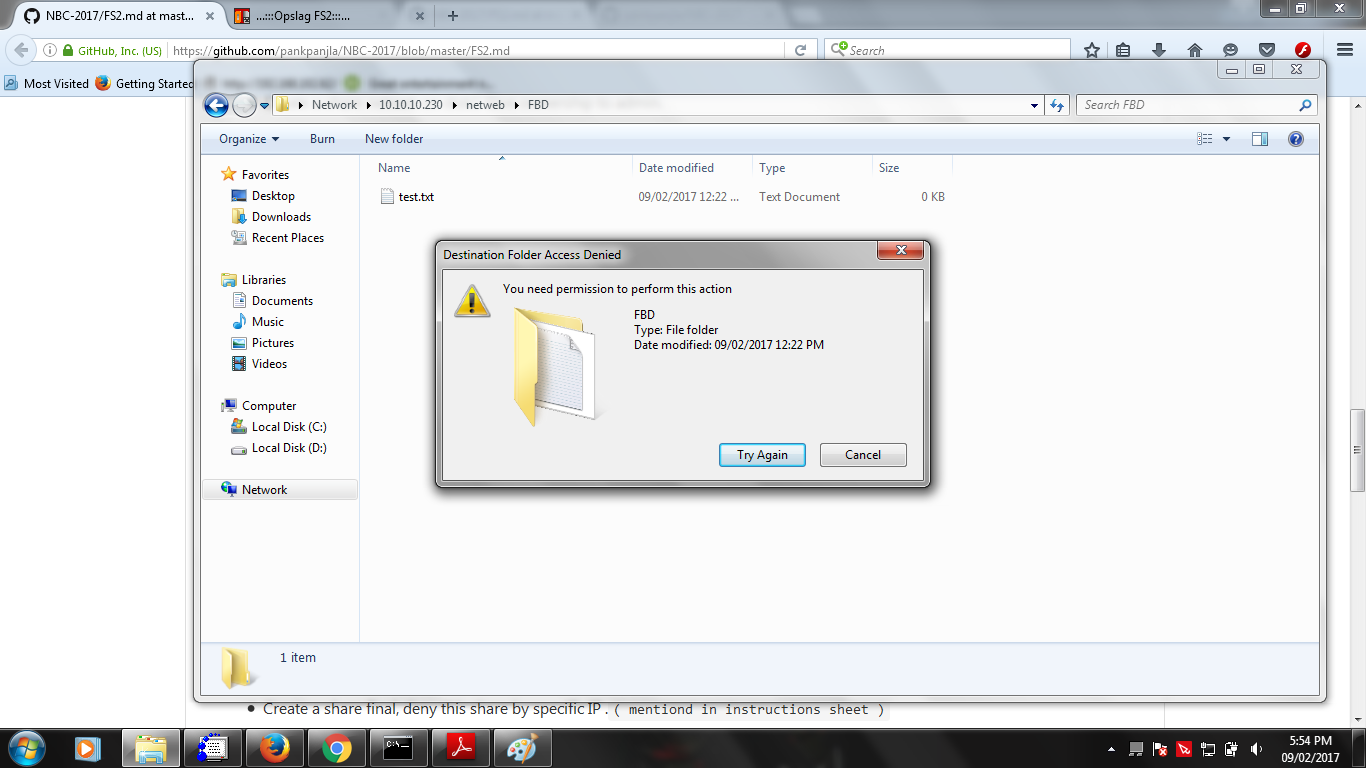 NBC-2017/FS2.md at mast...
...:::Opslag FS2:::...
GitHub, Inc. (US)
https://github.com/pankpanjla/NBC-2017/blob/master/FS2.md
Search
Most Visited
Getting Started
Network
10.10.10.230
netweb
FBD
Search FBD
Organize
Burn
New folder
Name
Date modified
Type
Size
test.txt
09/02/2017 12:22 ...
Text Document
0 KB
Favorites
Desktop
Downloads
Recent Places
Libraries
Documents
Music
Pictures
Videos
Computer
Local Disk (C:)
Local Disk (D:)
Network
Destination Folder Access Denied
You need permission to perform this action
FBD
Type: File folder
Date modified: 09/02/2017 12:22 PM
Try Again
Cancel
1 item
Create a share final, deny this share by specific IP . ( mentiond in instructions sheet )
5:54 PM
09/02/2017